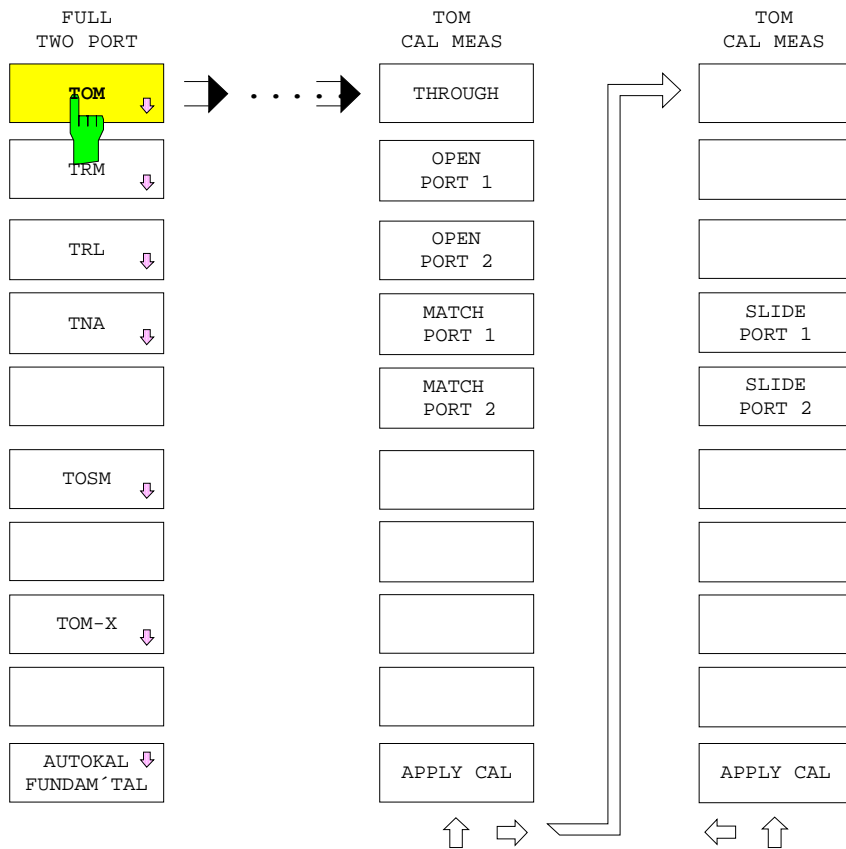 FULL
TWO PORT
TOM
TRM
TRL
TNA
TOSM
TOM-X
AUTOKAL
FUNDAM´TAL
TOM
CAL MEAS
THROUGH
OPEN
PORT 1
OPEN
PORT 2
MATCH
PORT 1
MATCH
PORT 2
APPLY CAL
TOM
CAL MEAS
SLIDE
PORT 1
SLIDE
PORT 2
APPLY CAL